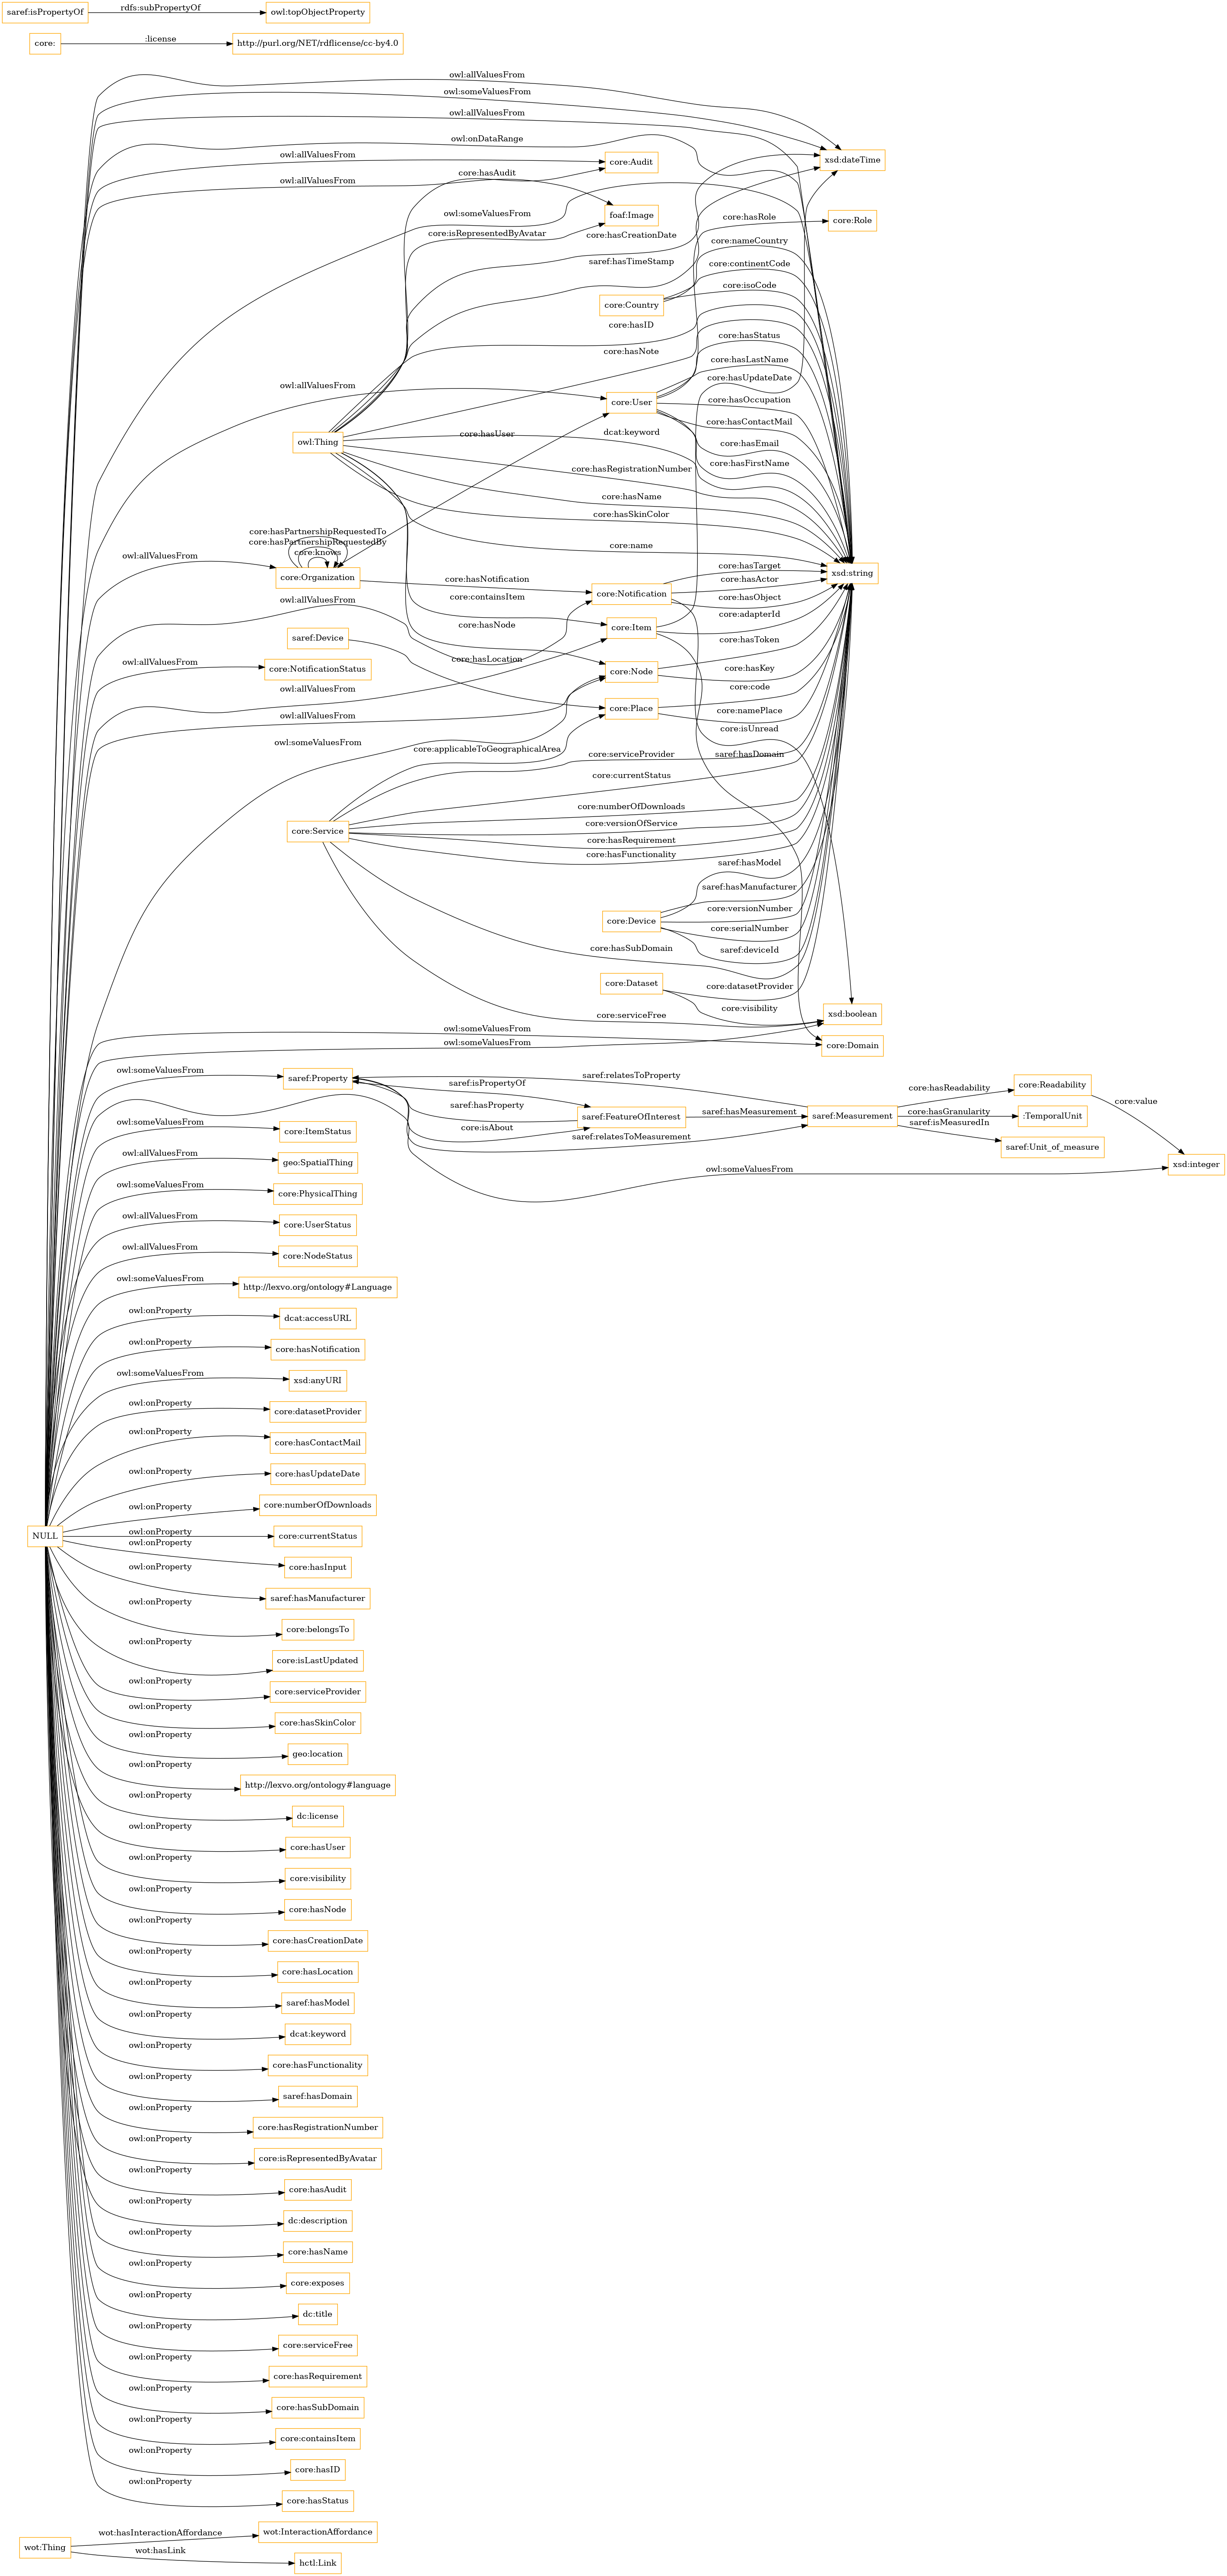 saref:isPropertyOf
rdfs:subPropertyOf
owl:topObjectProperty
core:
:license
http://purl.org/NET/rdflicense/cc-by4.0
owl:allValuesFrom
owl:someValuesFrom
owl:allValuesFrom
owl:onDataRange
owl:allValuesFrom
core:Audit
xsd:dateTime
core:hasAudit
owl:allValuesFrom
owl:someValuesFrom
foaf:Image
core:hasRole
core:Role
core:isRepresentedByAvatar
core:hasCreationDate
core:nameCountry
saref:hasTimeStamp
core:continentCode
core:isoCode
core:Country
core:hasID
core:hasStatus
core:hasNote
core:hasLastName
core:hasUpdateDate
owl:allValuesFrom
core:User
core:hasOccupation
core:hasContactMail
owl:Thing
core:hasUser
dcat:keyword
core:hasEmail
core:hasFirstName
core:hasRegistrationNumber
core:hasName
core:hasSkinColor
core:hasPartnershipRequestedTo
core:hasPartnershipRequestedBy
core:knows
core:name
owl:allValuesFrom
core:Organization
core:hasTarget
xsd:string
core:hasNotification
core:hasActor
core:Notification
core:hasObject
owl:allValuesFrom
core:containsItem
core:adapterId
core:hasNode
core:Item
saref:Device
core:hasToken
core:hasLocation
owl:allValuesFrom
core:NotificationStatus
core:Node
core:hasKey
owl:allValuesFrom
core:code
core:Place
core:namePlace
owl:allValuesFrom
core:isUnread
owl:someValuesFrom
core:applicableToGeographicalArea
core:serviceProvider
saref:hasDomain
core:currentStatus
core:numberOfDownloads
core:versionOfService
core:Service
core:hasRequirement
core:hasFunctionality
saref:hasModel
saref:hasManufacturer
core:versionNumber
core:Device
core:serialNumber
core:hasSubDomain
saref:deviceId
core:Dataset
core:datasetProvider
core:visibility
core:serviceFree
xsd:boolean
owl:someValuesFrom
owl:someValuesFrom
core:Domain
owl:someValuesFrom
saref:Property
saref:relatesToProperty
saref:isPropertyOf
core:hasReadability
core:Readability
core:value
saref:hasProperty
saref:FeatureOfInterest
saref:hasMeasurement
saref:Measurement
core:hasGranularity
:TemporalUnit
core:isAbout
saref:isMeasuredIn
saref:relatesToMeasurement
saref:Unit_of_measure
xsd:integer
owl:someValuesFrom
owl:someValuesFrom
core:ItemStatus
owl:allValuesFrom
geo:SpatialThing
owl:someValuesFrom
core:PhysicalThing
owl:allValuesFrom
core:UserStatus
owl:allValuesFrom
core:NodeStatus
owl:someValuesFrom
http://lexvo.org/ontology#Language
owl:onProperty
dcat:accessURL
owl:onProperty
core:hasNotification
owl:someValuesFrom
xsd:anyURI
owl:onProperty
core:datasetProvider
owl:onProperty
core:hasContactMail
owl:onProperty
core:hasUpdateDate
owl:onProperty
core:numberOfDownloads
NULL
owl:onProperty
core:currentStatus
owl:onProperty
core:hasInput
owl:onProperty
saref:hasManufacturer
owl:onProperty
core:belongsTo
owl:onProperty
core:isLastUpdated
owl:onProperty
core:serviceProvider
owl:onProperty
core:hasSkinColor
owl:onProperty
geo:location
owl:onProperty
http://lexvo.org/ontology#language
owl:onProperty
dc:license
owl:onProperty
core:hasUser
owl:onProperty
core:visibility
owl:onProperty
core:hasNode
owl:onProperty
core:hasCreationDate
owl:onProperty
core:hasLocation
owl:onProperty
saref:hasModel
owl:onProperty
dcat:keyword
owl:onProperty
core:hasFunctionality
owl:onProperty
saref:hasDomain
owl:onProperty
core:hasRegistrationNumber
owl:onProperty
core:isRepresentedByAvatar
owl:onProperty
core:hasAudit
owl:onProperty
dc:description
owl:onProperty
core:hasName
owl:onProperty
core:exposes
owl:onProperty
dc:title
owl:onProperty
core:serviceFree
owl:onProperty
core:hasRequirement
owl:onProperty
core:hasSubDomain
owl:onProperty
core:containsItem
owl:onProperty
core:hasID
owl:onProperty
core:hasStatus
wot:Thing
wot:hasInteractionAffordance
wot:InteractionAffordance
wot:hasLink
hctl:Link